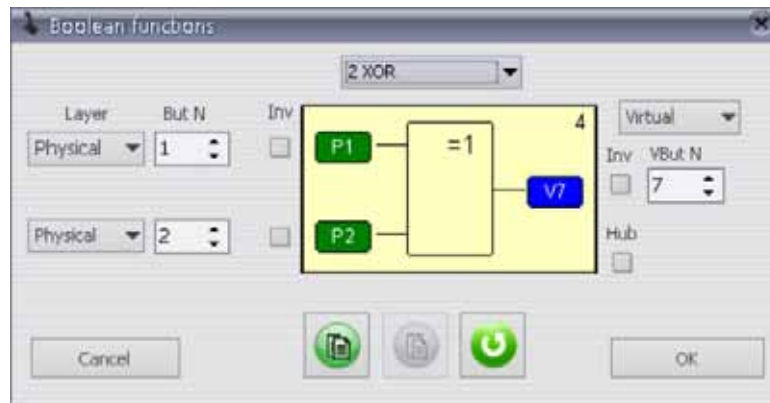 Boolean functions
2 XOR
Layer But N Inv
Physical 1
P1 =1 4
Virtual
Inv VBut N
V7 7
Physical 2
P2
Hub
Cancel OK